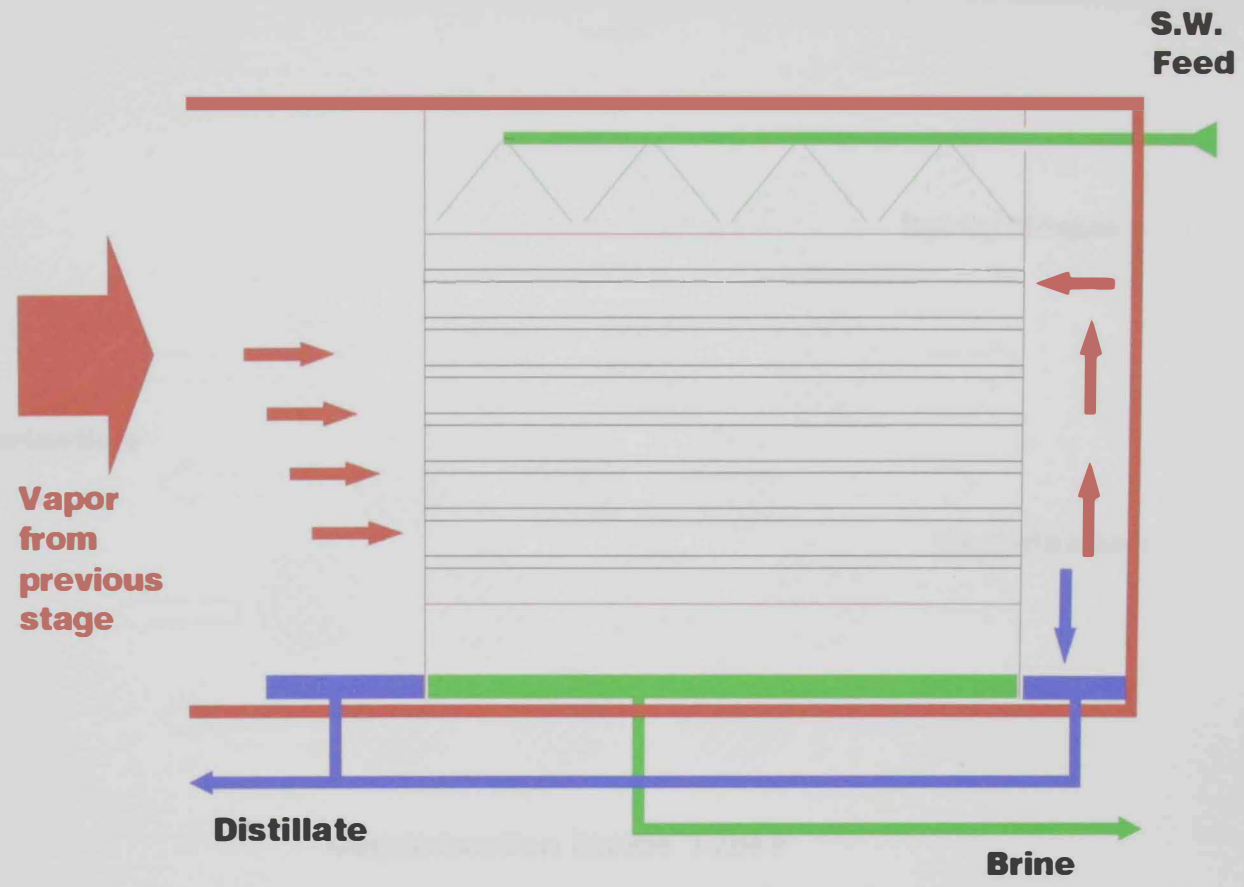 S.W.
Feed
Vapor
from
previous
stage
Distillate
Brine